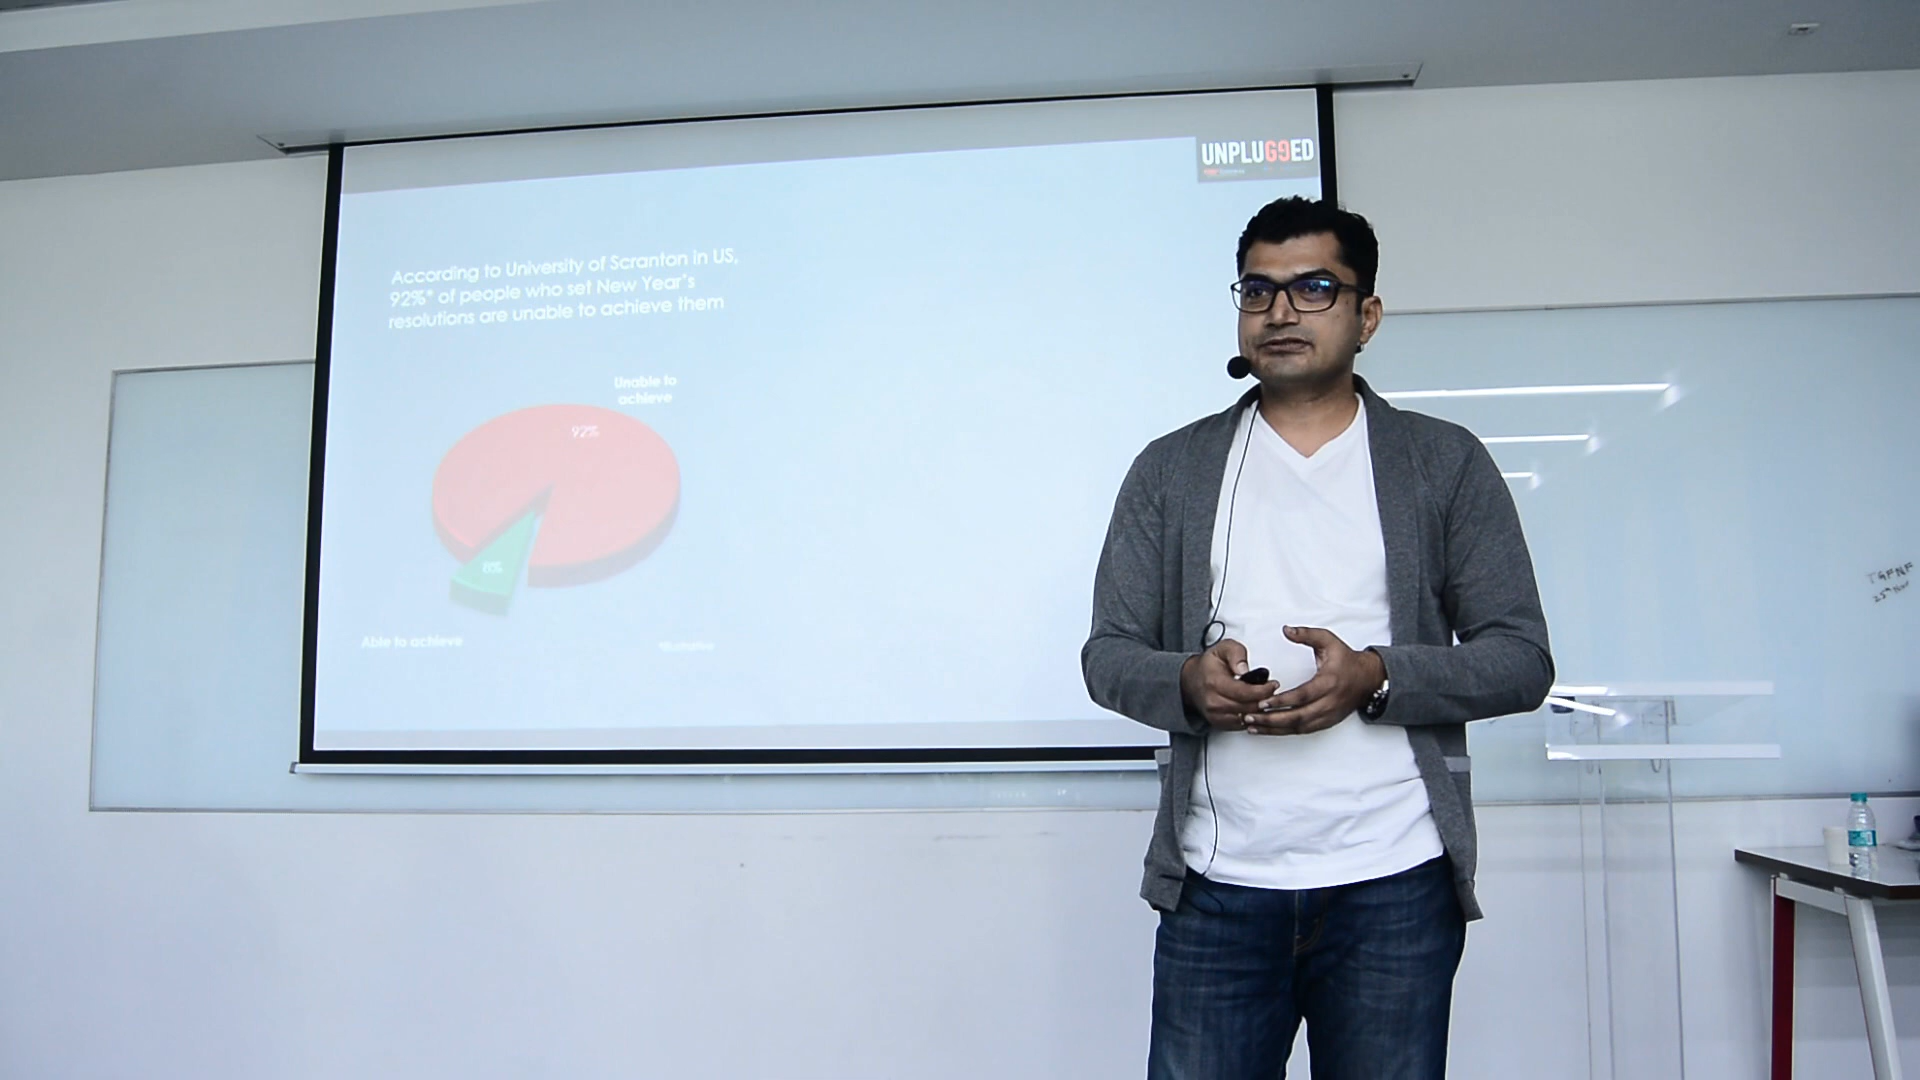 UNPLUGGED
According to University of Scranton in US,
92%* of people who set New Year's
resolutions are unable to achieve them
Unable to
achieve
92%
Able to achieve
TGFNF